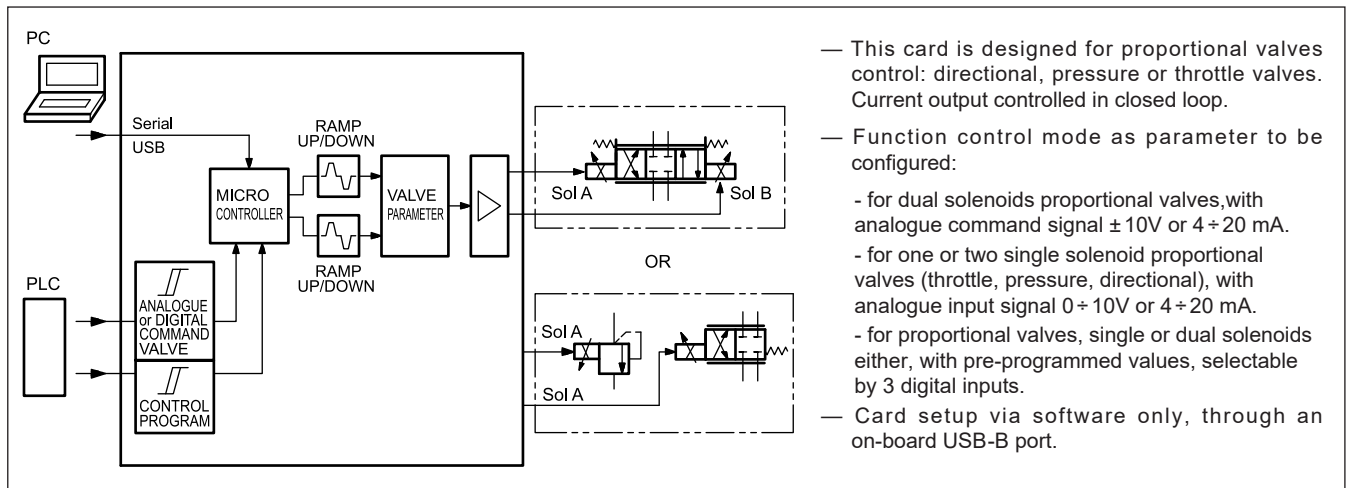 PC
Serial
USB
RAMP
UP/DOWN
MICRO
CONTROLLER
VALVE
PARAMETER
RAMP
UP/DOWN
Sol A
Sol B
OR
PLC
ANALOGUE
or DIGITAL
COMMAND
VALVE
CONTROL
PROGRAM
Sol A
Sol A
— This card is designed for proportional valves
control: directional, pressure or throttle valves.
Current output controlled in closed loop.
— Function control mode as parameter to be
configured:
- for dual solenoids proportional valves,with
analogue command signal ± 10V or 4 ÷ 20 mA.
- for one or two single solenoid proportional
valves (throttle, pressure, directional), with
analogue input signal 0 ÷ 10V or 4 ÷ 20 mA.
- for proportional valves, single or dual solenoids
either, with pre-programmed values, selectable
by 3 digital inputs.
— Card setup via software only, through an
on-board USB-B port.